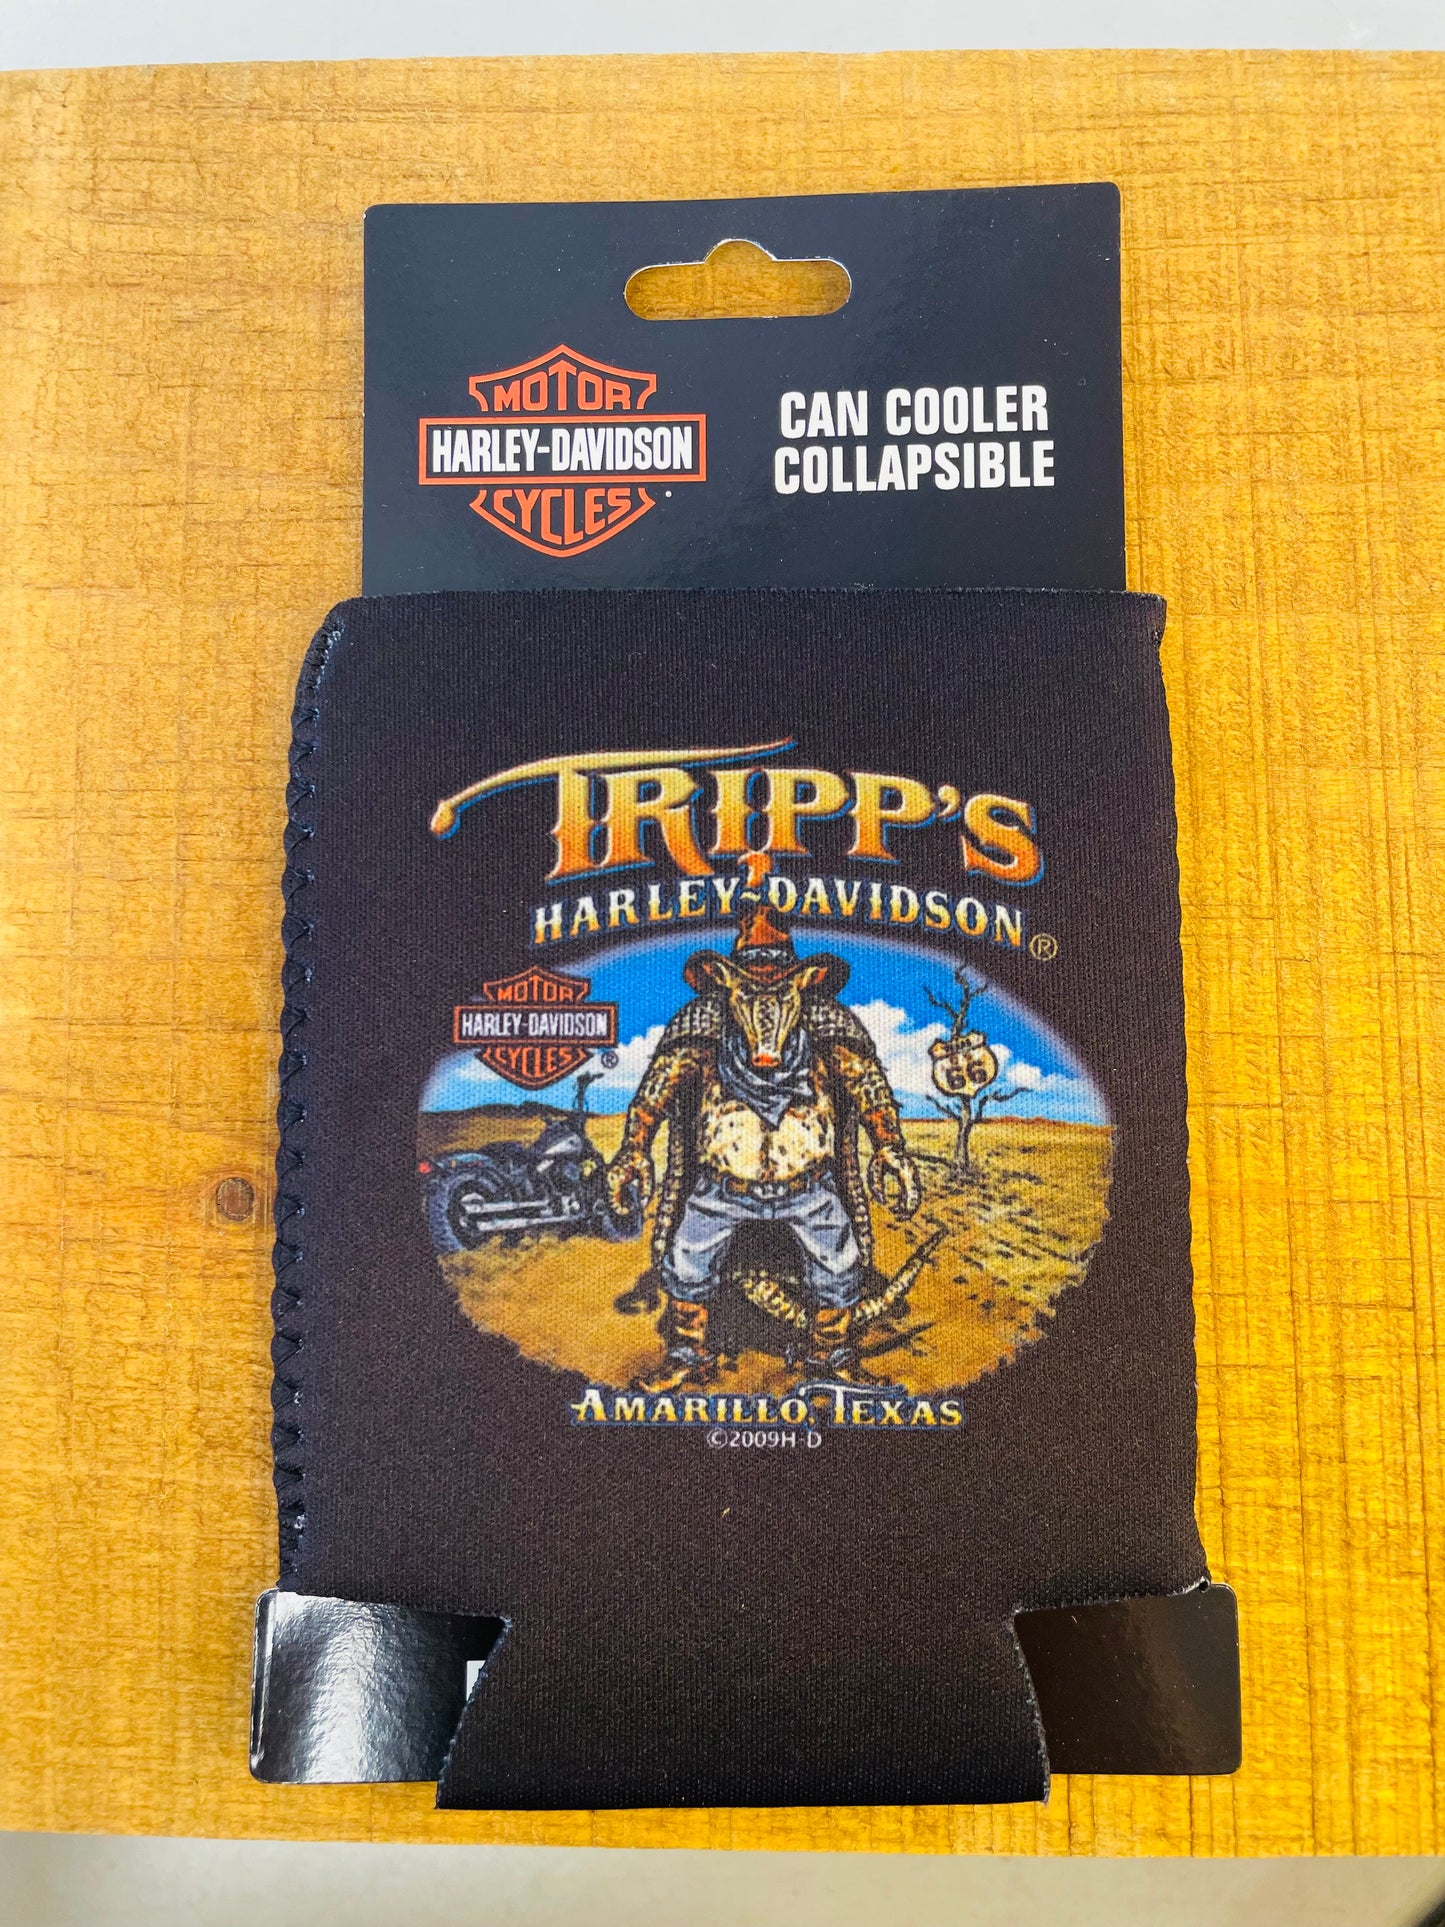 MOTOR
HARLEY-DAVIDSON
CYCLES
CAN COOLER
COLLAPSIBLE
TRIPP'S
HARLEY-DAVIDSON®
MOTOR
HARLEY-DAVIDSON
CYCLES®
66
AMARILLO, TEXAS
©2009H-D